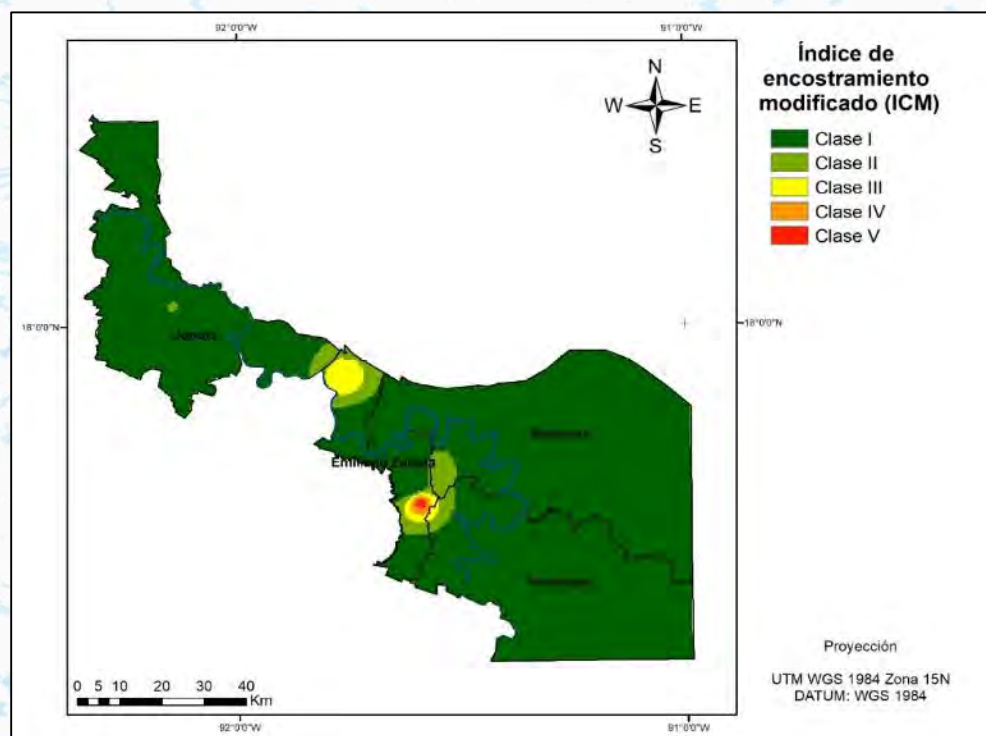 92°0'0"W 91°0'0"W
Índice de
encostramiento
modificado (ICM)
N
W E
S
Clase I
Clase II
Clase III
Clase IV
Clase V
18°0'0"N 18°0'0"N
Emiliano Zapata
Proyección
UTM WGS 1984 Zona 15N
DATUM: WGS 1984
0 5 10 20 30 40
Km
92°0'0"W 91°0'0"W